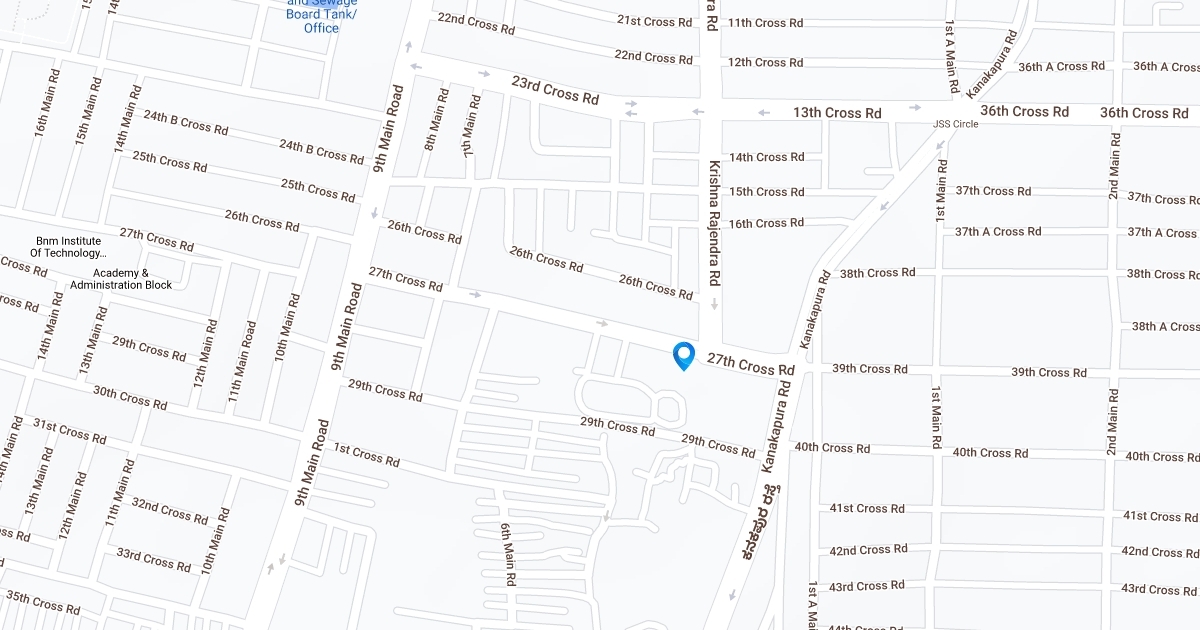 and Sewage
Board Tank/
Office
22nd Cross Rd
21st Cross Rd
11th Cross Rd
1st A Main Rd
Kanakapura Rd
22nd Cross Rd
12th Cross Rd
36th A Cross Rd
36th A Cross
23rd Cross Rd
13th Cross Rd
36th Cross Rd
36th Cross Rd
JSS Circle
16th Main Rd
15th Main Rd
14th Main Rd
24th B Cross Rd
24th B Cross Rd
9th Main Road
8th Main Rd
7th Main Rd
14th Cross Rd
25th Cross Rd
25th Cross Rd
Krishna Rajendra Rd
15th Cross Rd
1st Main Rd
37th Cross Rd
2nd Main Rd
37th Cross Rd
26th Cross Rd
26th Cross Rd
16th Cross Rd
37th A Cross Rd
37th A Cross
27th Cross Rd
Bnm Institute
Of Technology...
26th Cross Rd
26th Cross Rd
Cross Rd
Academy &
Administration Block
27th Cross Rd
38th Cross Rd
38th Cross Rd
Kanakapura Rd
14th Main Rd
13th Main Rd
12th Main Rd
11th Main Rd
10th Main Rd
9th Main Road
38th A Cross
29th Cross Rd
27th Cross Rd
39th Cross Rd
39th Cross Rd
30th Cross Rd
29th Cross Rd
Kanakapura Rd
1st Main Rd
2nd Main Rd
31st Cross Rd
29th Cross Rd
29th Cross Rd
40th Cross Rd
40th Cross Rd
40th Cross Rd
14th Main Rd
13th Main Rd
12th Main Rd
11th Main Rd
9th Main Road
1st Cross Rd
32nd Cross Rd
10th Main Rd
6th Main Rd
41st Cross Rd
41st Cross Rd
33rd Cross Rd
42nd Cross Rd
42nd Cross Rd
35th Cross Rd
1st A Main
43rd Cross Rd
43rd Cross Rd
44th Cross Rd